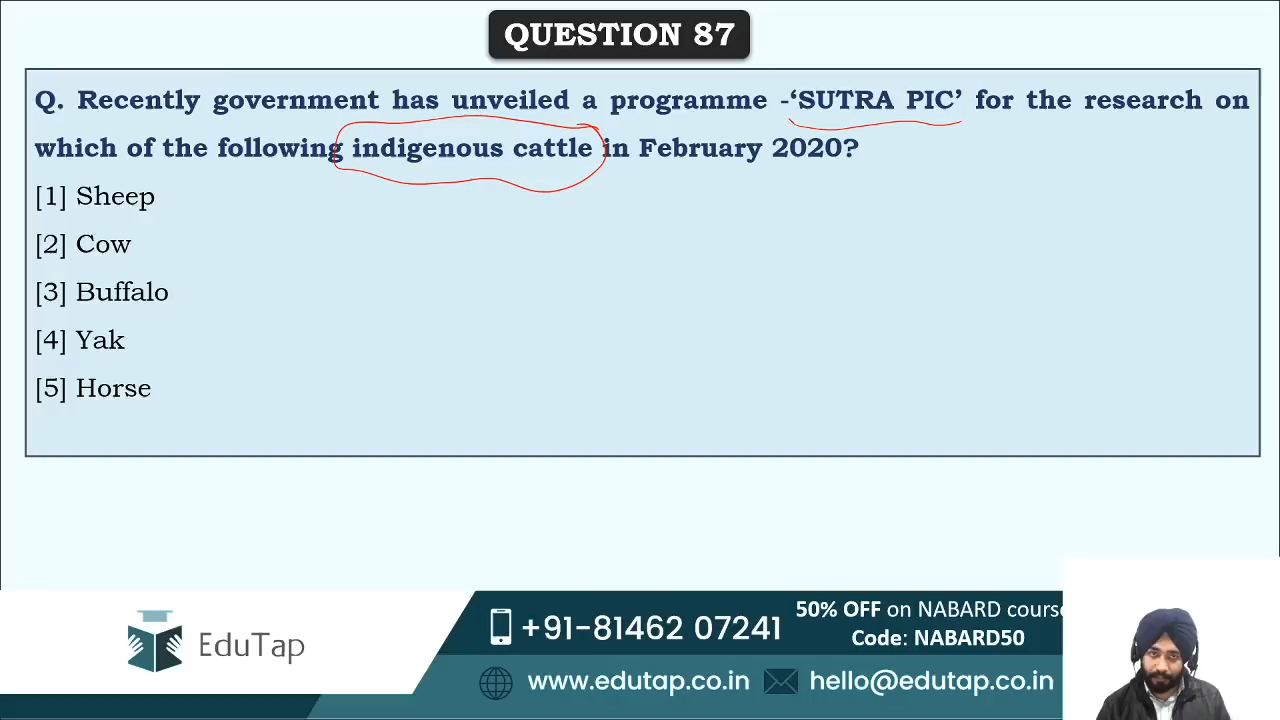 QUESTION 87
Q. Recently government has unveiled a programme -‘SUTRA PIC’ for the research on
which of the following indigenous cattle in February 2020?
[1] Sheep
[2] Cow
[3] Buffalo
[4] Yak
[5] Horse
EduTap
+91-81462 07241
50% OFF on NABARD course
Code: NABARD50
www.edutap.co.in
hello@edutap.co.in